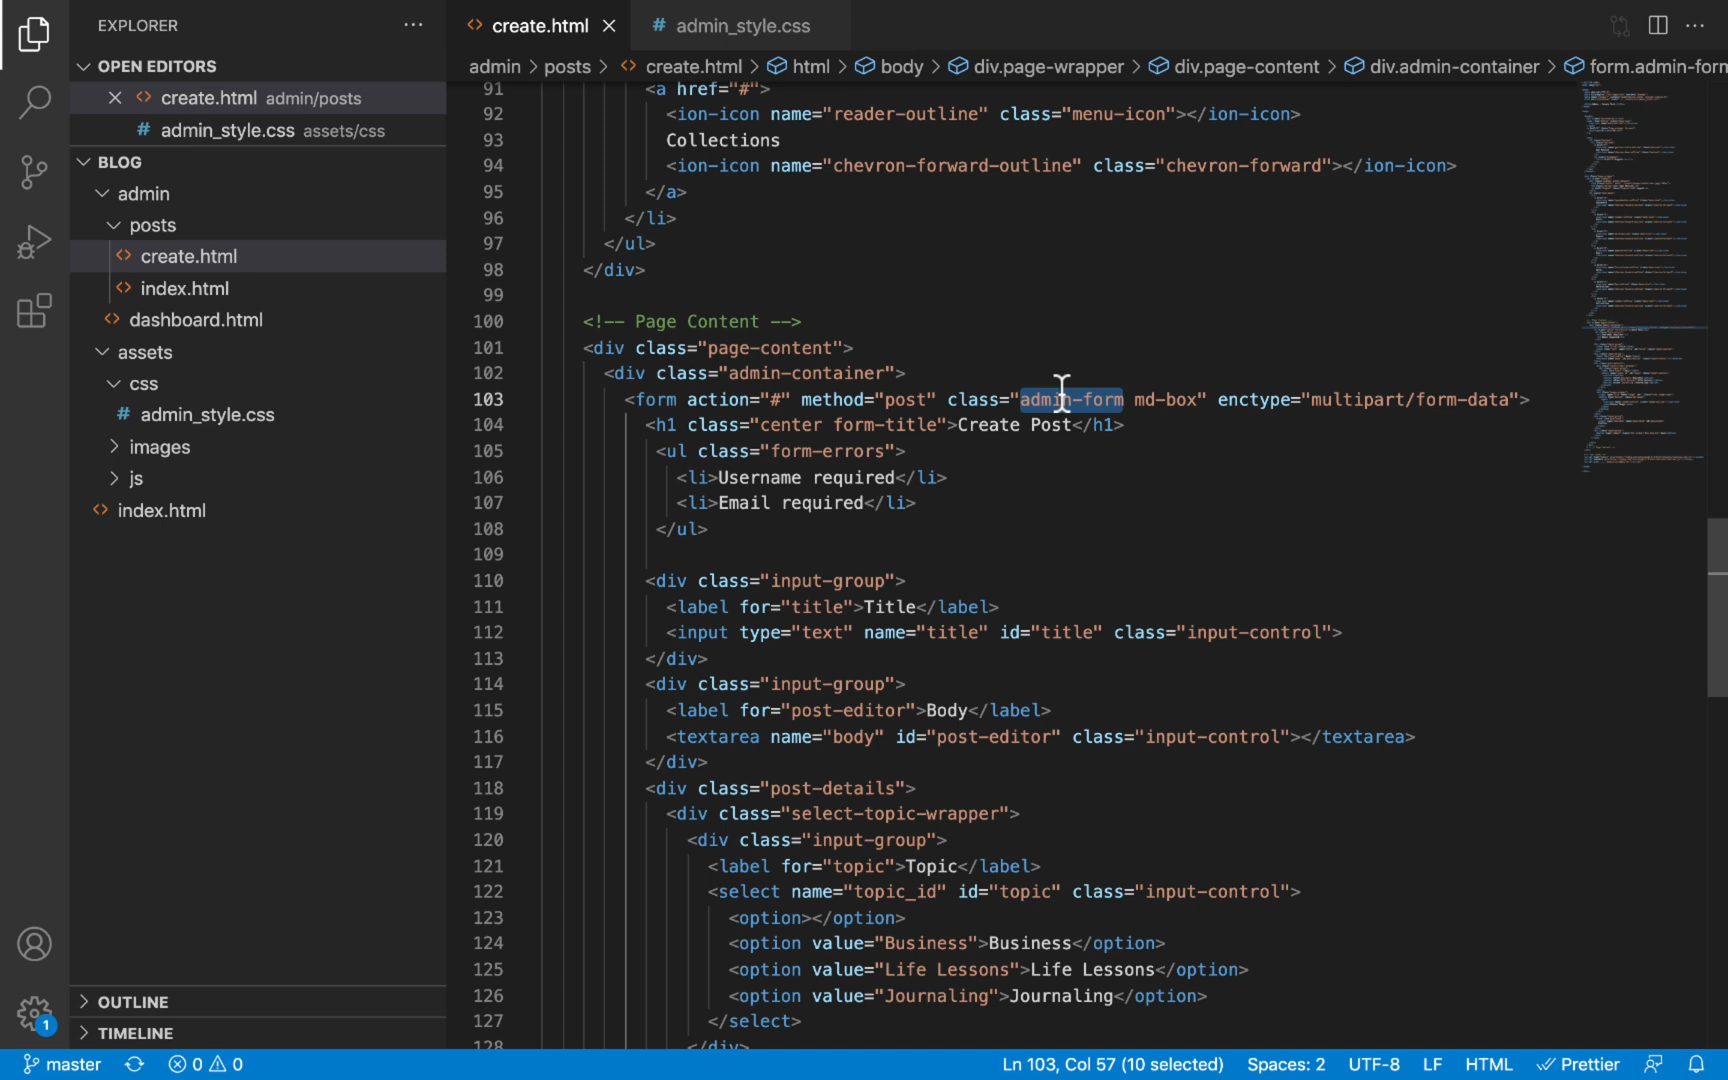 EXPLORER
OPEN EDITORS
create.html admin/posts
# admin_style.css assets/css
BLOG
admin
posts
create.html
index.html
dashboard.html
assets
css
# admin_style.css
images
js
index.html
OUTLINE
TIMELINE
1
create.html
# admin_style.css
admin > posts > create.html > html > body > div.page-wrapper > div.page-content > div.admin-container > form.admin-form
91 <a href="#">
92 <ion-icon name="reader-outline" class="menu-icon"></ion-icon>
93 Collections
94 <ion-icon name="chevron-forward-outline" class="chevron-forward"></ion-icon>
95 </a>
96 </li>
97 </ul>
98 </div>
99
100 <!-- Page Content -->
101 <div class="page-content">
102 <div class="admin-container">
103 <form action="#" method="post" class="admin-form md-box" enctype="multipart/form-data">
104 <h1 class="center form-title">Create Post</h1>
105 <ul class="form-errors">
106 <li>Username required</li>
107 <li>Email required</li>
108 </ul>
109
110 <div class="input-group">
111 <label for="title">Title</label>
112 <input type="text" name="title" id="title" class="input-control">
113 </div>
114 <div class="input-group">
115 <label for="post-editor">Body</label>
116 <textarea name="body" id="post-editor" class="input-control"></textarea>
117 </div>
118 <div class="post-details">
119 <div class="select-topic-wrapper">
120 <div class="input-group">
121 <label for="topic">Topic</label>
122 <select name="topic_id" id="topic" class="input-control">
123 <option></option>
124 <option value="Business">Business</option>
125 <option value="Life Lessons">Life Lessons</option>
126 <option value="Journaling">Journaling</option>
127 </select>
128 </div>
master 0 0 Ln 103, Col 57 (10 selected) Spaces: 2 UTF-8 LF HTML Prettier